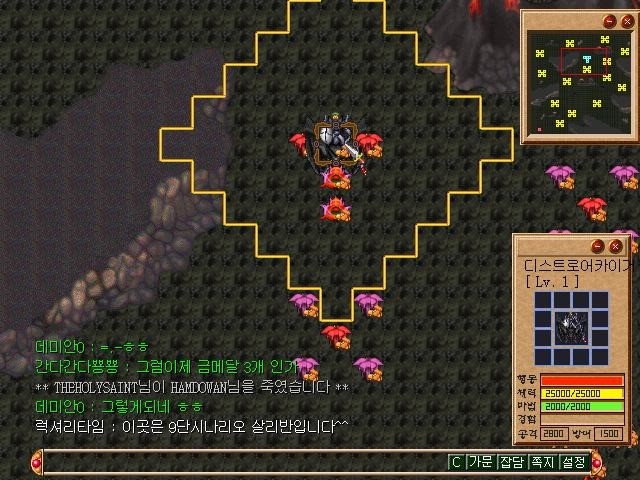 디스트로어카이거
[ Lv. 1 ]
행동
체력 25000/25000
마법 2000/2000
경험
공격 2800 방어 1500
데미안0 : =.-ㅎㅎ
간다간다뿅뿅 : 그럼이제 금메달 3개 인가
** THEHOLYSAINT님이 HAMDOWAN님을 죽였습니다 **
데미안0 : 그렇게되네 ㅎㅎ
럭셔리타임 : 이곳은 9단시나리오 살리반입니다^^
C 가문 잡담 쪽지 설정